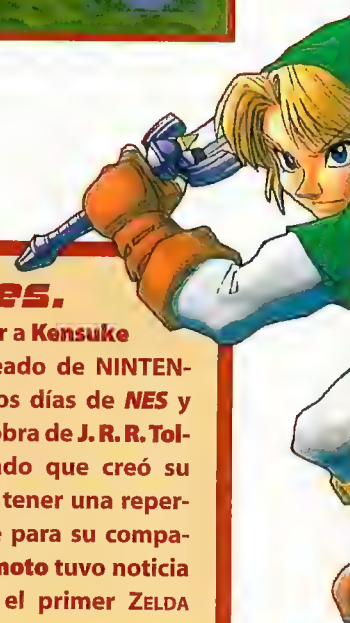 es.
r a Kensuke
eado de NINTEN-
os días de NES y
obra de J. R. R. Tol-
ado que creó su
tener una reper-
e para su compa-
moto tuvo noticia
el primer ZELDA